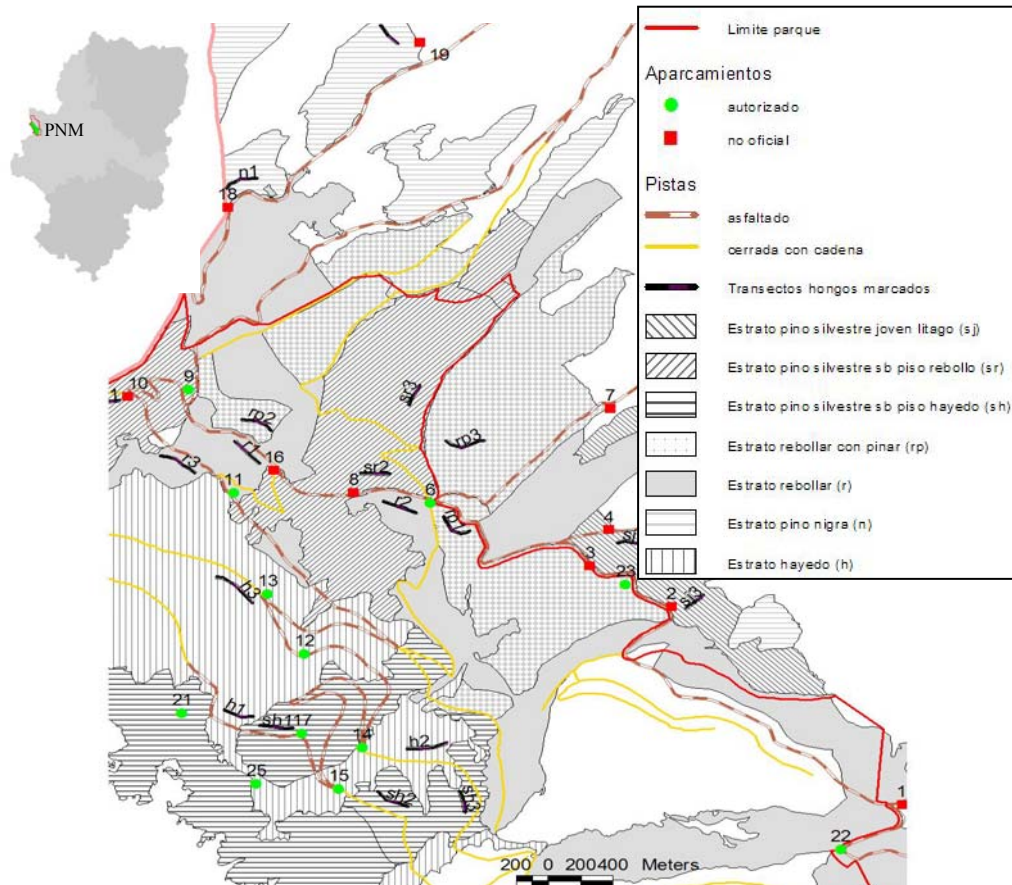 PNM
Limite parque
Aparcamientos
autorizado
no oficial
Pistas
asfaltado
cerrada con cadena
Transectos hongos marcados
Estrato pino silvestre joven litago (sj)
Estrato pino silvestre sb piso rebollo (sr)
Estrato pino silvestre sb piso hayedo (sh)
Estrato rebollar con pinar (rp)
Estrato rebollar (r)
Estrato pino nigra (n)
Estrato hayedo (h)
19
n1
18
10
9
1
sr3
7
rp2
r1
rp3
r3
16
sr2
11
8
r2
6
rp1
4
3
23
2
13
h3
12
21
h1
sh1
17
14
h2
25
15
sh2
sh3
1
22
200 0 200400 Meters